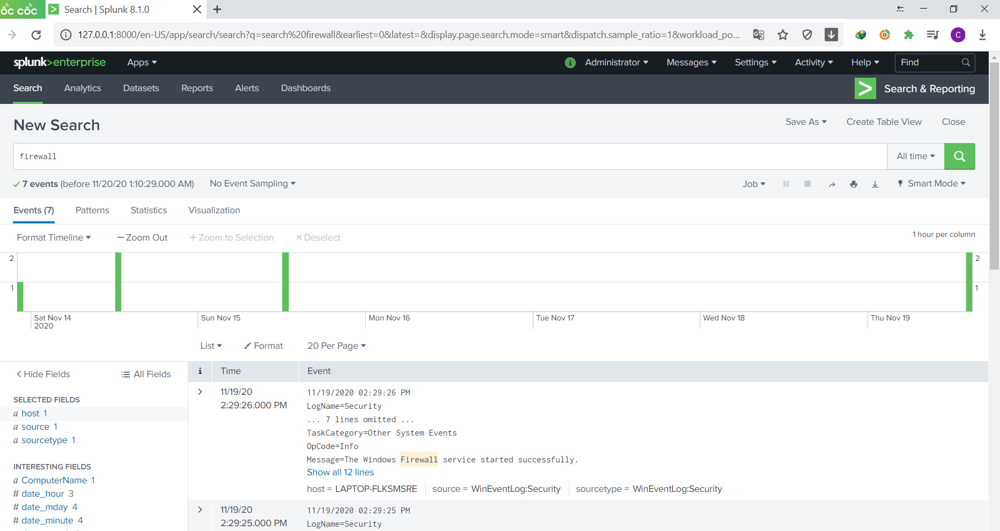 ốc cốc
Search | Splunk 8.1.0
127.0.0.1:8000/en-US/app/search/search?q=search%20firewall&earliest=0&latest=&display.page.search.mode=smart&dispatch.sample_ratio=1&workload_po...
C
splunk>enterprise Apps
i Administrator Messages Settings Activity Help Find
Search Analytics Datasets Reports Alerts Dashboards
Search & Reporting
New Search
Save As Create Table View Close
firewall
All time
7 events (before 11/20/20 1:10:29.000 AM) No Event Sampling
Job Smart Mode
Events (7) Patterns Statistics Visualization
Format Timeline — Zoom Out + Zoom to Selection × Deselect
1 hour per column
2 2
1 1
Sat Nov 14 Sun Nov 15 Mon Nov 16 Tue Nov 17 Wed Nov 18 Thu Nov 19
2020
List Format 20 Per Page
< Hide Fields All Fields
SELECTED FIELDS
a host 1
a source 1
a sourcetype 1
INTERESTING FIELDS
a ComputerName 1
# date_hour 3
# date_mday 4
# date_minute 4
i Time Event
> 11/19/20
2:29:26.000 PM
11/19/2020 02:29:26 PM
LogName=Security
... 7 lines omitted ...
TaskCategory=Other System Events
OpCode=Info
Message=The Windows Firewall service started successfully.
Show all 12 lines
host = LAPTOP-FLKSMSRE source = WinEventLog:Security sourcetype = WinEventLog:Security
> 11/19/20
2:29:25.000 PM
11/19/2020 02:29:25 PM
LogName=Security